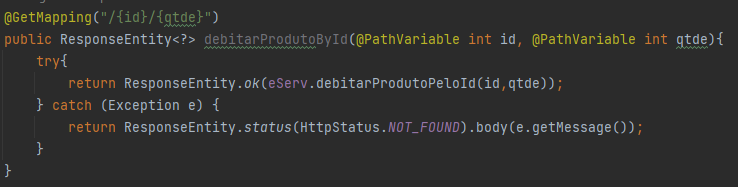 @GetMapping("/{id}/{qtde}")
public ResponseEntity<?> debitarProdutoById(@PathVariable int id, @PathVariable int qtde){
try{
return ResponseEntity.ok(eServ.debitarProdutoPeloId(id,qtde));
} catch (Exception e) {
return ResponseEntity.status(HttpStatus.NOT_FOUND).body(e.getMessage());
}
}